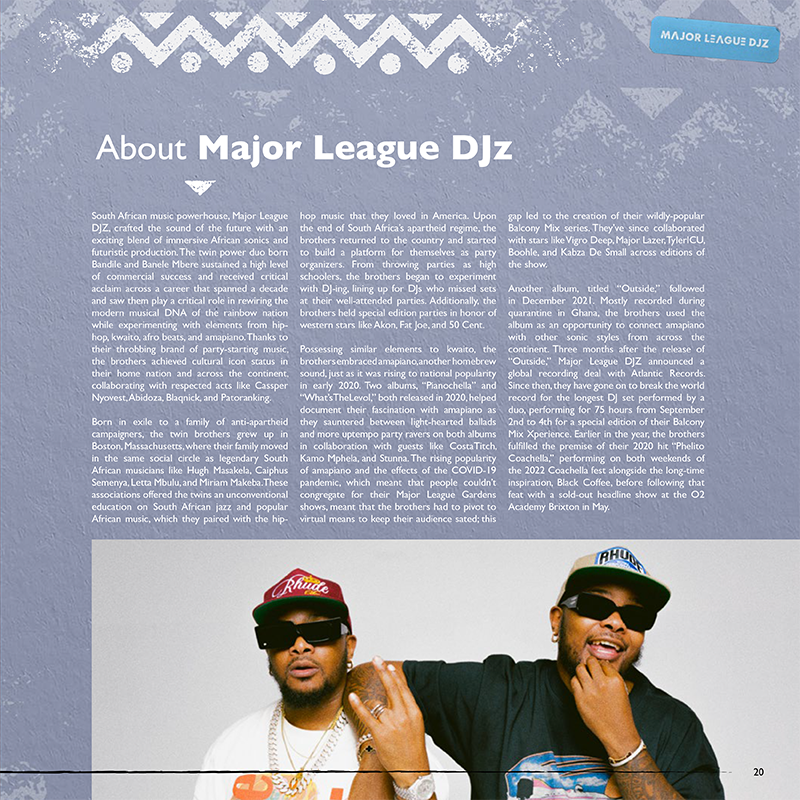 MAJOR LEAGUE DJZ
About Major League DJz
South African music powerhouse, Major League
DJZ, crafted the sound of the future with an
exciting blend of immersive African sonics and
futuristic production. The twin power duo born
Bandile and Banele Mbere sustained a high level
of commercial success and received critical
acclaim across a career that spanned a decade
and saw them play a critical role in rewiring the
modern musical DNA of the rainbow nation
while experimenting with elements from hip-
hop, kwaito, afro beats, and amapiano. Thanks to
their throbbing brand of party-starting music,
the brothers achieved cultural icon status in
their home nation and across the continent,
collaborating with respected acts like Cassper
Nyovest, Abidoza, Blaqnick, and Patoranking.
Born in exile to a family of anti-apartheid
campaigners, the twin brothers grew up in
Boston, Massachusetts, where their family moved
in the same social circle as legendary South
African musicians like Hugh Masakela, Caiphus
Semenya, Letta Mbulu, and Miriam Makeba. These
associations offered the twins an unconventional
education on South African jazz and popular
African music, which they paired with the hip-
hop music that they loved in America. Upon
the end of South Africa's apartheid regime, the
brothers returned to the country and started
to build a platform for themselves as party
organizers. From throwing parties as high
schoolers, the brothers began to experiment
with DJ-ing, lining up for DJs who missed sets
at their well-attended parties. Additionally, the
brothers held special edition parties in honor of
western stars like Akon, Fat Joe, and 50 Cent.
Possessing similar elements to kwaito, the
brothers embraced amapiano, another homebrew
sound, just as it was rising to national popularity
in early 2020. Two albums, "Pianochella" and
"What'sTheLevol," both released in 2020, helped
document their fascination with amapiano as
they sauntered between light-hearted ballads
and more uptempo party ravers on both albums
in collaboration with guests like CostaTitch,
Kamo Mphela, and Stunna. The rising popularity
of amapiano and the effects of the COVID-19
pandemic, which meant that people couldn't
congregate for their Major League Gardens
shows, meant that the brothers had to pivot to
virtual means to keep their audience sated; this
gap led to the creation of their wildly-popular
Balcony Mix series. They've since collaborated
with stars like Vigro Deep, Major Lazer, TylerICU,
Boohle, and Kabza De Small across editions of
the show.
Another album, titled "Outside," followed
in December 2021. Mostly recorded during
quarantine in Ghana, the brothers used the
album as an opportunity to connect amapiano
with other sonic styles from across the
continent. Three months after the release of
"Outside," Major League DJZ announced a
global recording deal with Atlantic Records.
Since then, they have gone on to break the world
record for the longest DJ set performed by a
duo, performing for 75 hours from September
2nd to 4th for a special edition of their Balcony
Mix Xperience. Earlier in the year, the brothers
fulfilled the premise of their 2020 hit "Phelito
Coachella," performing on both weekends of
the 2022 Coachella fest alongside the long-time
inspiration, Black Coffee, before following that
feat with a sold-out headline show at the O2
Academy Brixton in May.
Rhude
RHUDE
20